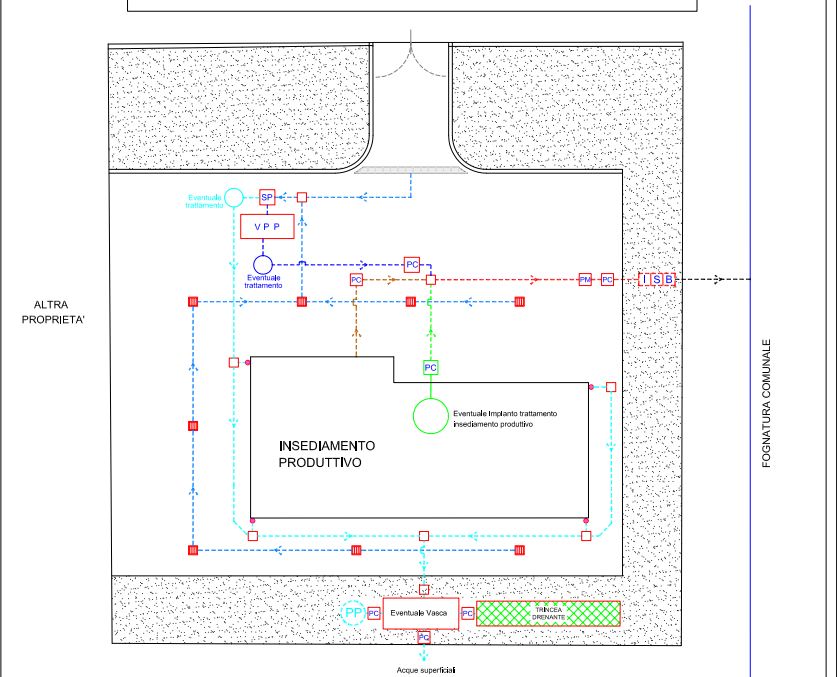 Eventuale
trattamento
SP
V P P
Eventuale
trattamento
PC
PC
PM
PC
I S B
ALTRA
PROPRIETA'
PC
Eventuale Impianto trattamento
insediamento produttivo
INSEDIAMENTO
PRODUTTIVO
FOGNATURA COMUNALE
PP
PC
Eventuale Vasca
PC
TRINCEA
DRENANTE
PC
Acque superficiali